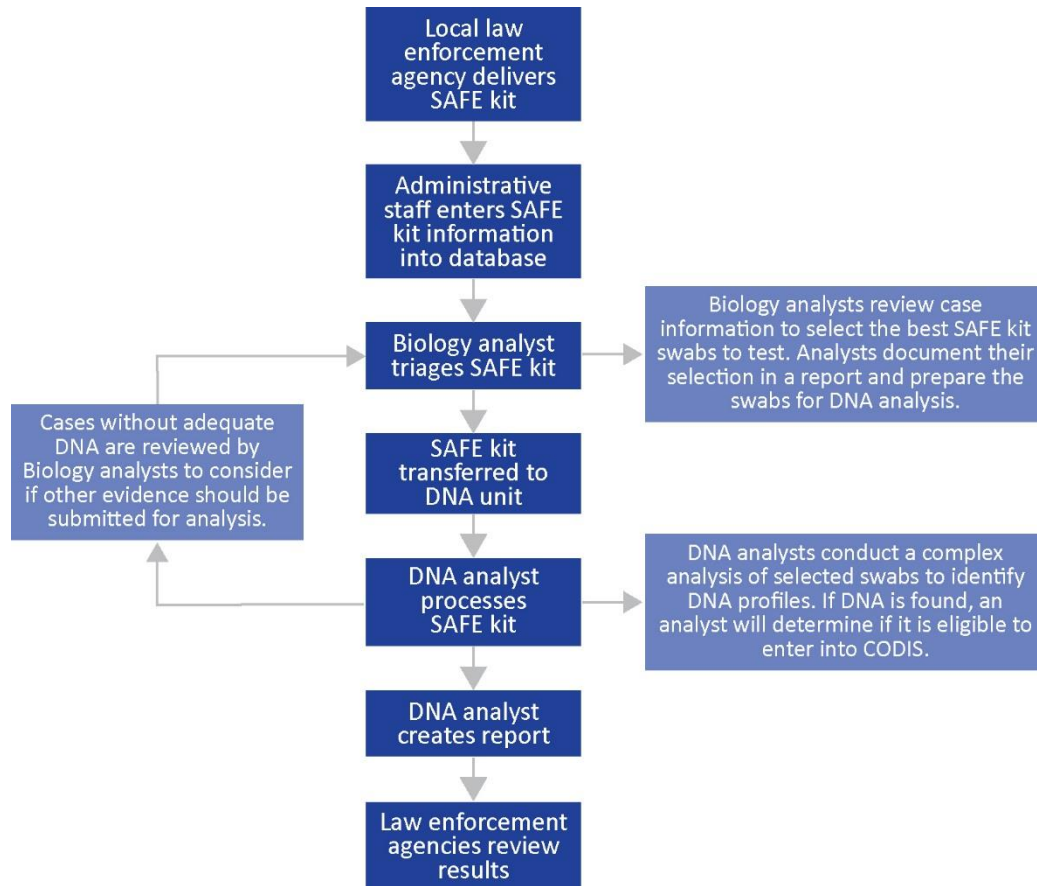 Local law
enforcement
agency delivers
SAFE kit
Administrative
staff enters SAFE
kit information
into database
Biology analyst
triages SAFE kit
Biology analysts review case
information to select the best SAFE kit
swabs to test. Analysts document their
selection in a report and prepare the
swabs for DNA analysis.
Cases without adequate
DNA are reviewed by
Biology analysts to consider
if other evidence should be
submitted for analysis.
SAFE kit
transferred to
DNA unit
DNA analyst
processes
SAFE kit
DNA analysts conduct a complex
analysis of selected swabs to identify
DNA profiles. If DNA is found, an
analyst will determine if it is eligible to
enter into CODIS.
DNA analyst
creates report
Law enforcement
agencies review
results